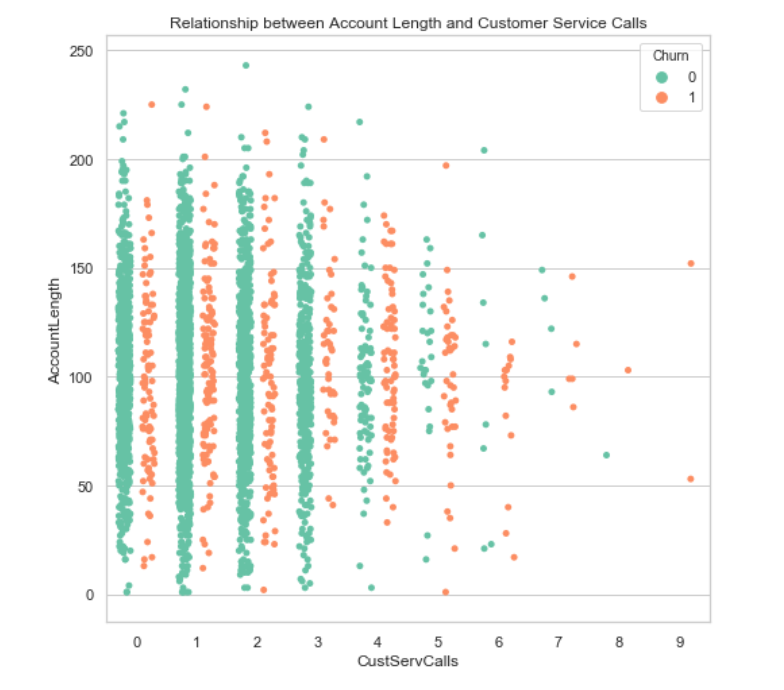 Relationship between Account Length and Customer Service Calls
Churn
0
1
250
200
150
100
50
0
AccountLength
0 1 2 3 4 5 6 7 8 9
CustServCalls